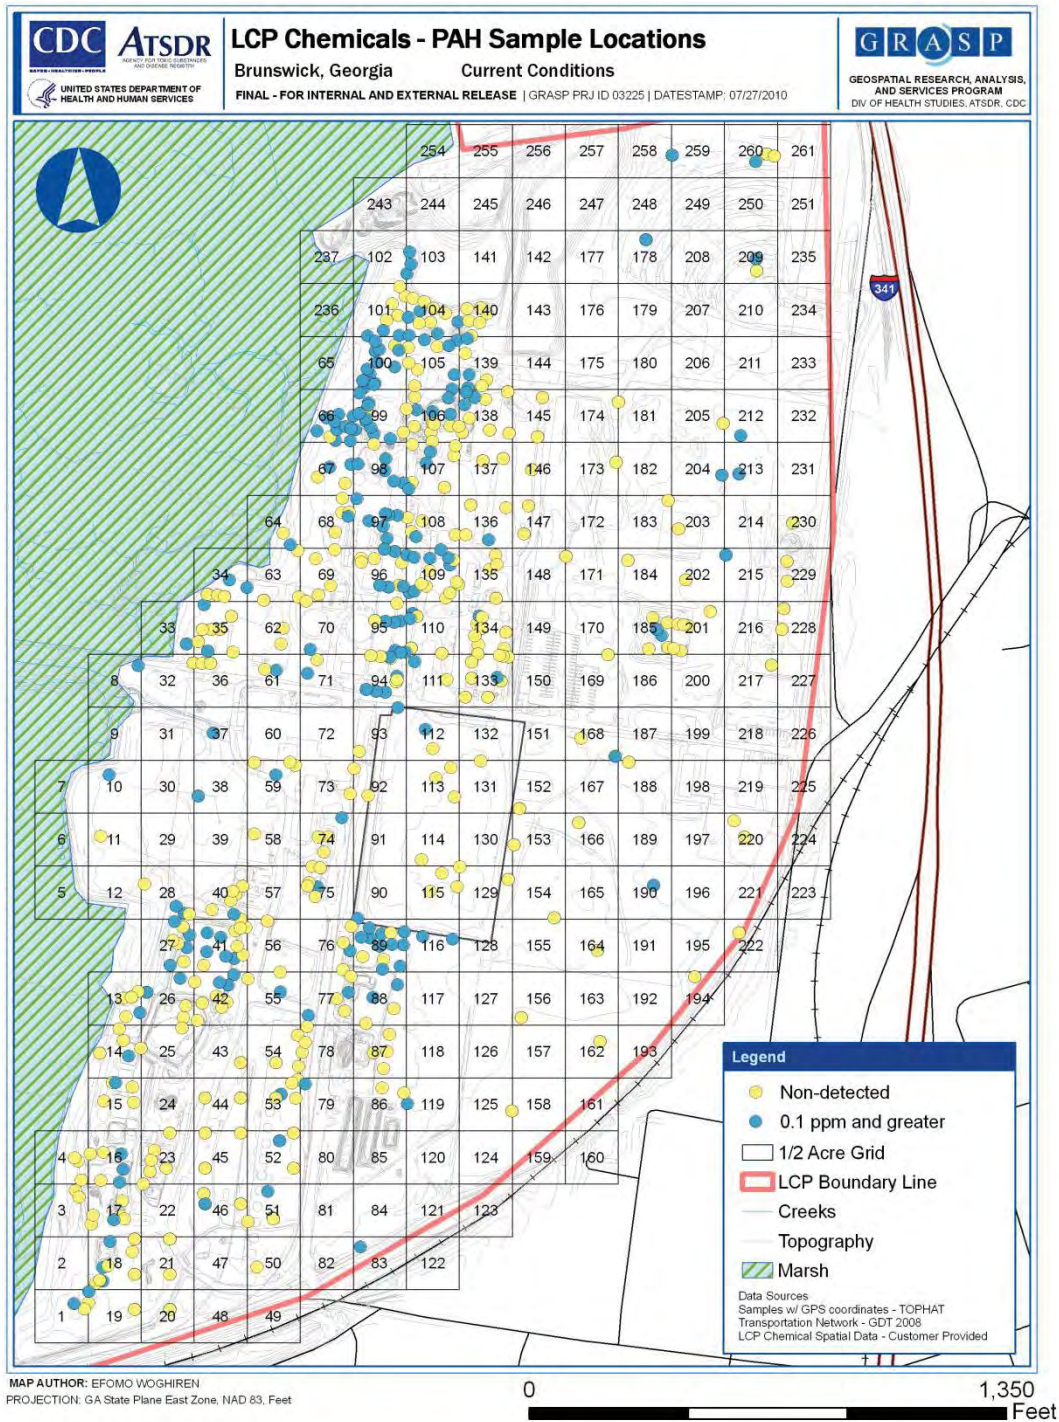 CDC
SAFER • HEALTHIER • PEOPLE
ATSDR
AGENCY FOR TOXIC SUBSTANCES
AND DISEASE REGISTRY
UNITED STATES DEPARTMENT OF
HEALTH AND HUMAN SERVICES
LCP Chemicals - PAH Sample Locations
Brunswick, Georgia Current Conditions
FINAL - FOR INTERNAL AND EXTERNAL RELEASE | GRASP PRJ ID 03225 | DATESTAMP: 07/27/2010
GRASP
GEOSPATIAL RESEARCH, ANALYSIS,
AND SERVICES PROGRAM
DIV OF HEALTH STUDIES, ATSDR, CDC
254 255 256 257 258 259 260 261
243 244 245 246 247 248 249 250 251
237 102 103 141 142 177 178 208 209 235
341
236 101 104 140 143 176 179 207 210 234
65 100 105 139 144 175 180 206 211 233
66 99 106 138 145 174 181 205 212 232
67 98 107 137 146 173 182 204 213 231
64 68 97 108 136 147 172 183 203 214 230
34 63 69 96 109 135 148 171 184 202 215 229
33 35 62 70 95 110 134 149 170 185 201 216 228
8 32 36 61 71 94 111 133 150 169 186 200 217 227
9 31 37 60 72 93 112 132 151 168 187 199 218 226
7 10 30 38 59 73 92 113 131 152 167 188 198 219 225
6 11 29 39 58 74 91 114 130 153 166 189 197 220 224
5 12 28 40 57 75 90 115 129 154 165 190 196 221 223
27 41 56 76 89 116 128 155 164 191 195 222
13 26 42 55 77 88 117 127 156 163 192 194
14 25 43 54 78 87 118 126 157 162 193
15 24 44 53 79 86 119 125 158 161
4 16 23 45 52 80 85 120 124 159 160
3 17 22 46 51 81 84 121 123
2 18 21 47 50 82 83 122
1 19 20 48 49
Legend
Non-detected
0.1 ppm and greater
1/2 Acre Grid
LCP Boundary Line
Creeks
Topography
Marsh
Data Sources
Samples w/ GPS coordinates - TOPHAT
Transportation Network - GDT 2008
LCP Chemical Spatial Data - Customer Provided
MAP AUTHOR: EFOMO WOGHIREN
PROJECTION: GA State Plane East Zone, NAD 83, Feet
0 1,350
Feet